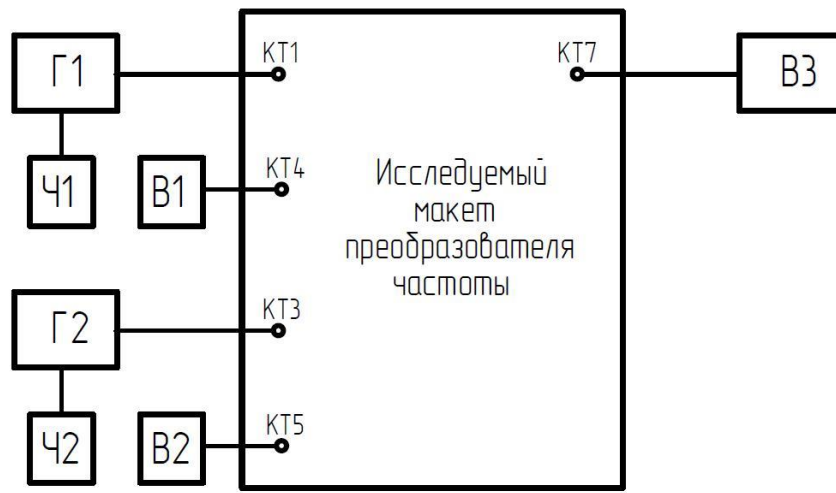 Г1
КТ1
КТ7
В3
Ч1
В1
КТ4
Исследуемый
макет
преобразователя
частоты
Г2
КТ3
Ч2
В2
КТ5